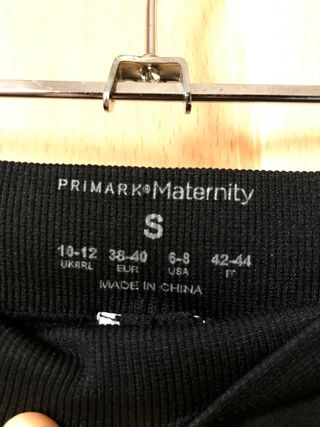 PRIMARK® Maternity
S
10-12 38-40 6-8 42-44
UK/IRL EUR USA IT
MADE IN CHINA